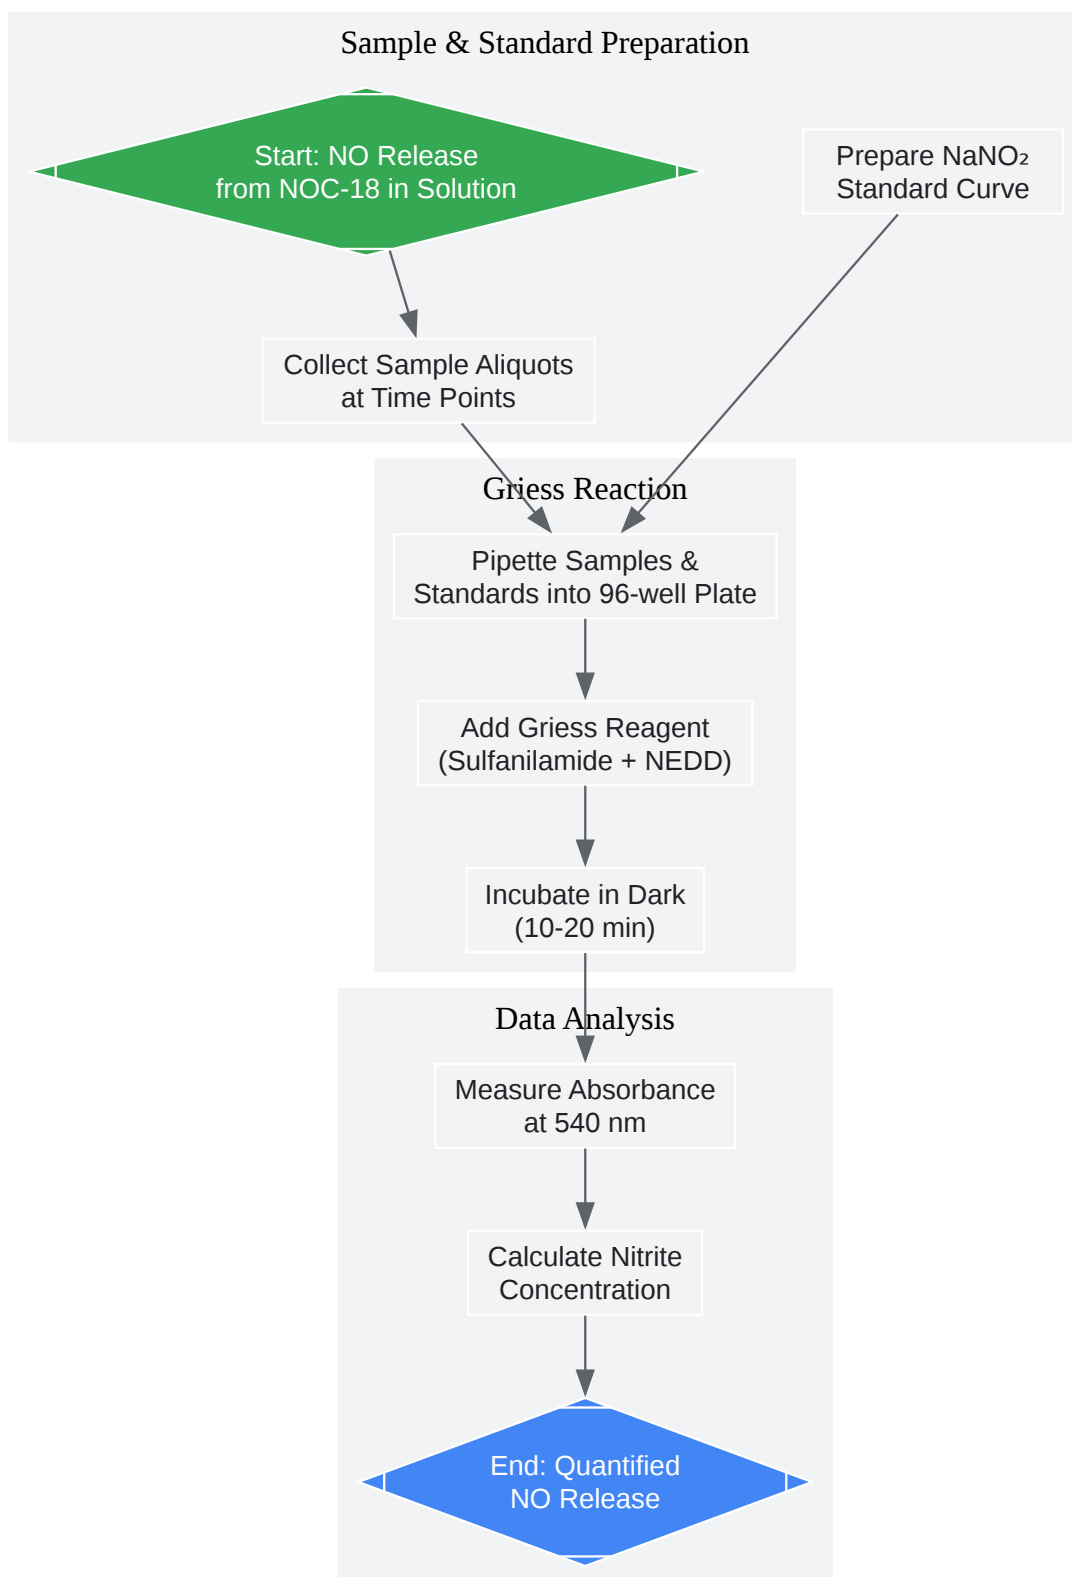 Sample & Standard Preparation
Start: NO Release
from NOC-18 in Solution
Prepare NaNO₂
Standard Curve
Collect Sample Aliquots
at Time Points
Griess Reaction
Pipette Samples &
Standards into 96-well Plate
Add Griess Reagent
(Sulfanilamide + NEDD)
Incubate in Dark
(10-20 min)
Data Analysis
Measure Absorbance
at 540 nm
Calculate Nitrite
Concentration
End: Quantified
NO Release